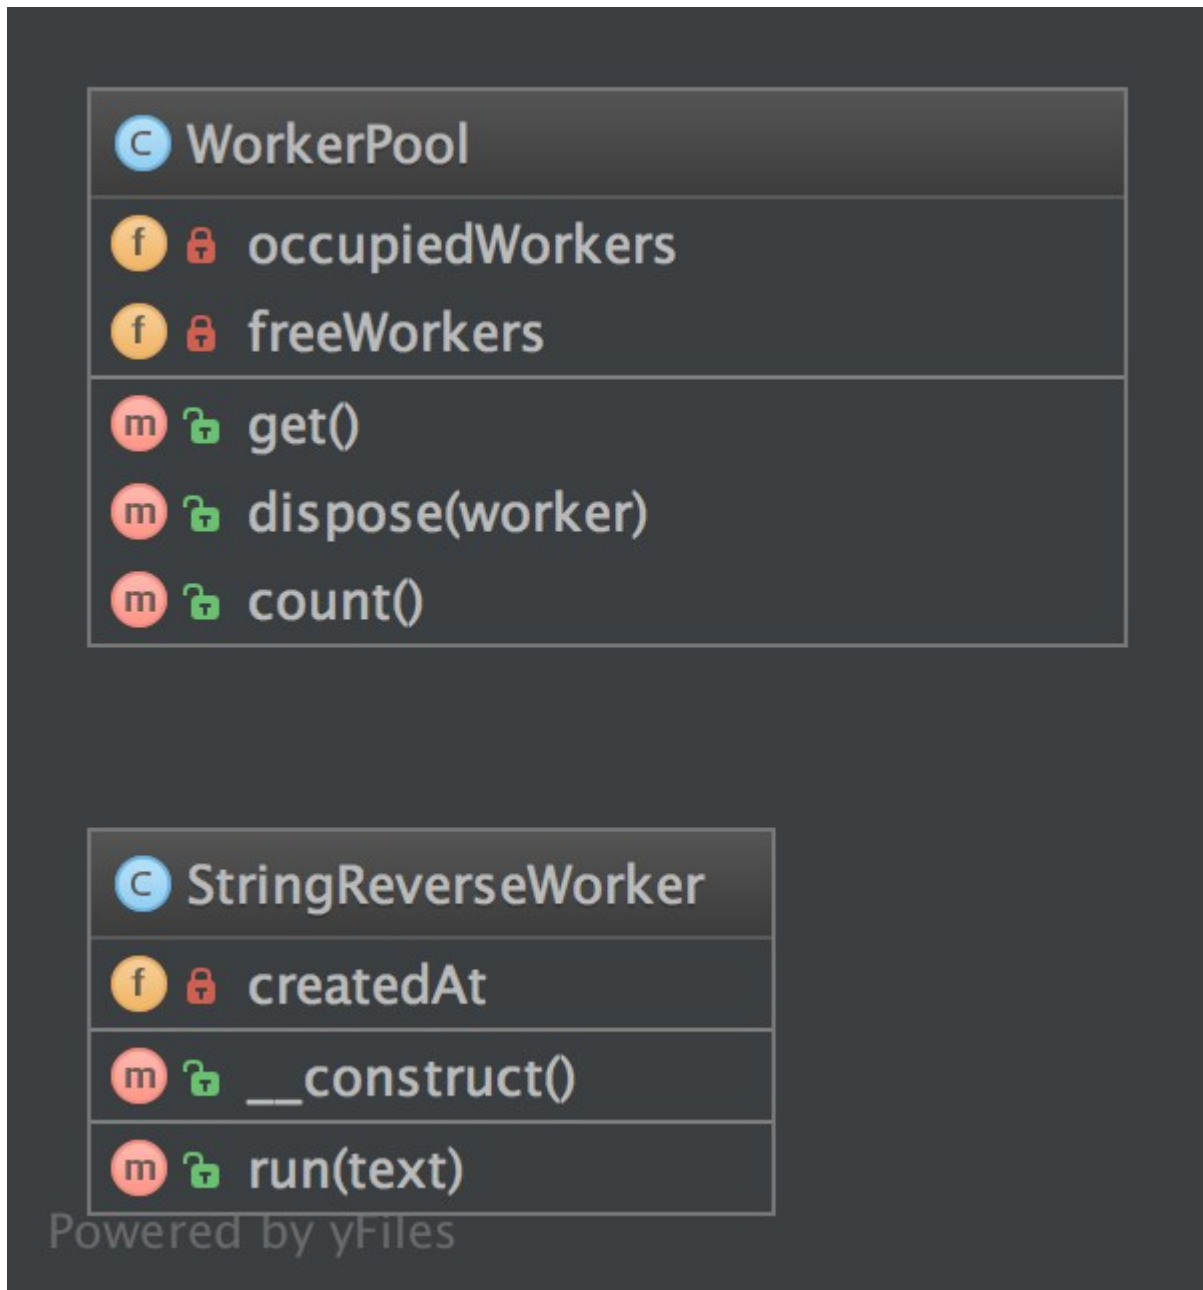 C WorkerPool
f occupiedWorkers
f freeWorkers
m get()
m dispose(worker)
m count()
C StringReverseWorker
f createdAt
m __construct()
m run(text)
Powered by yFiles